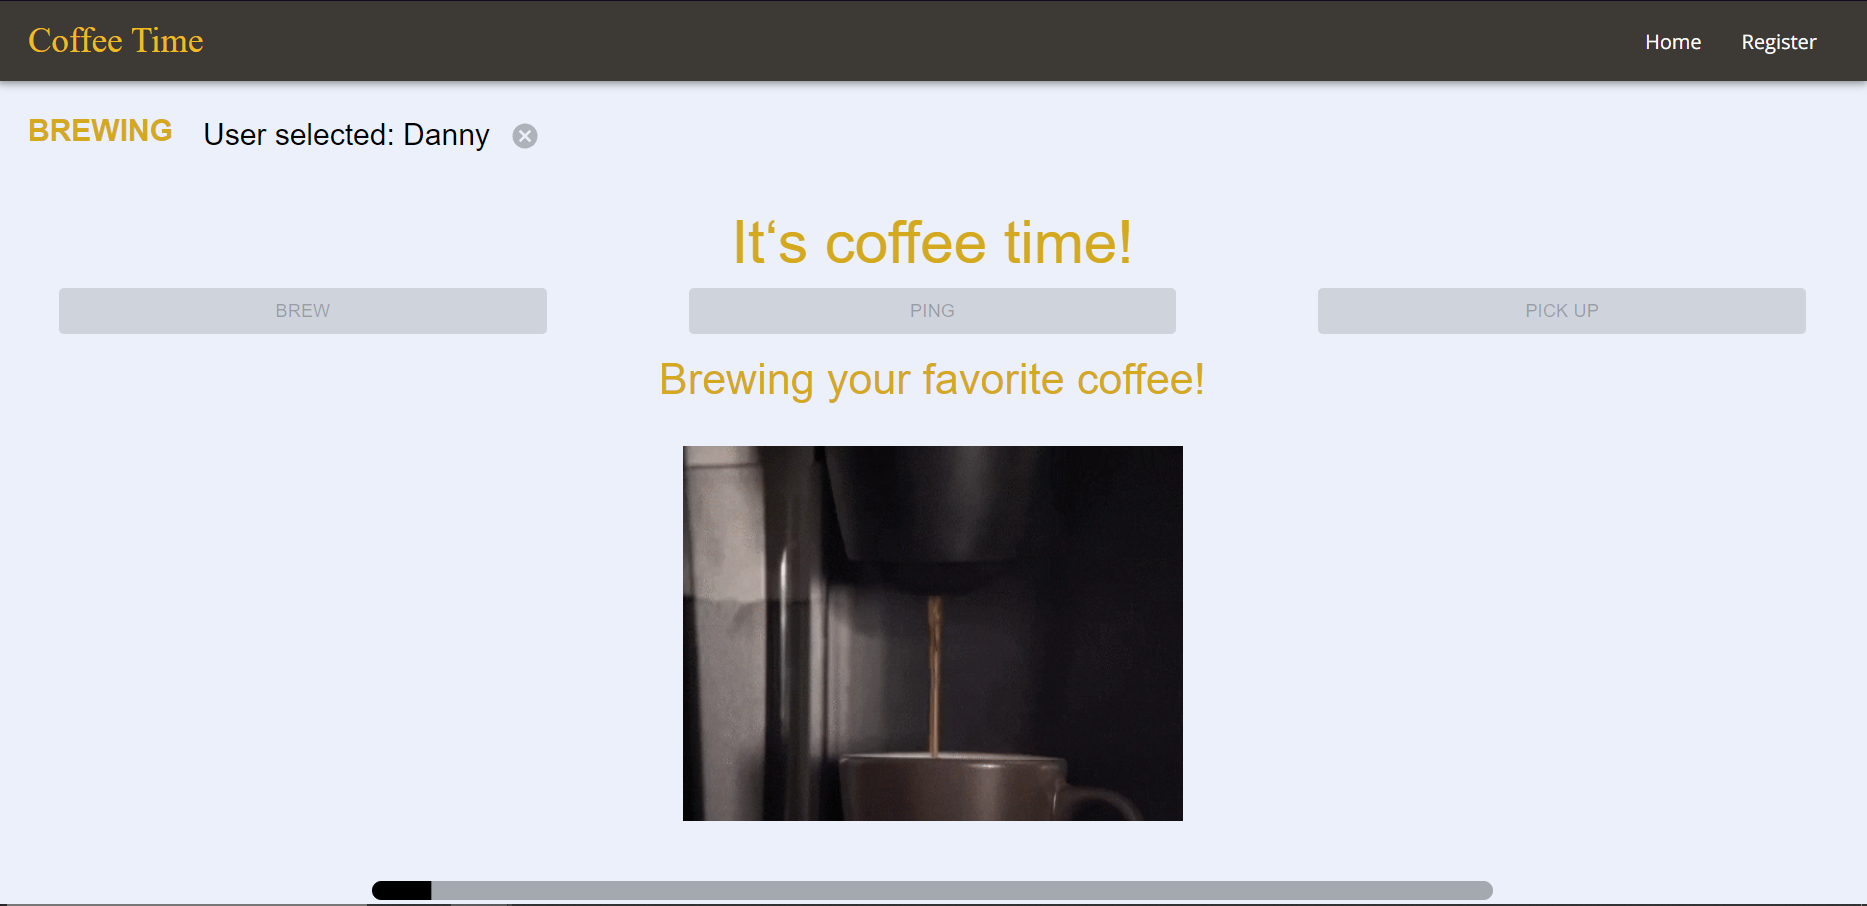 Coffee Time
Home Register
BREWING User selected: Danny
It‘s coffee time!
BREW PING PICK UP
Brewing your favorite coffee!